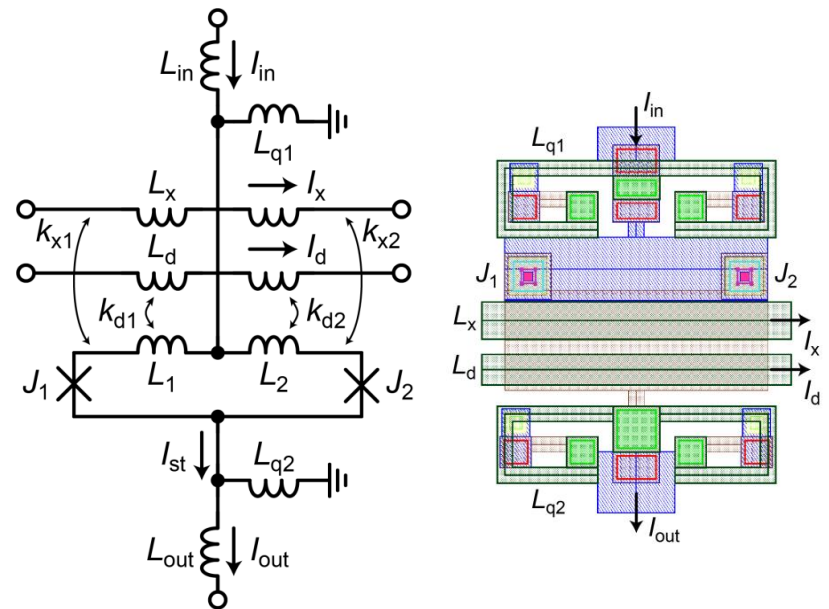 L_in I_in
L_q1
L_x I_x
k_x1 k_x2
L_d I_d
k_d1 k_d2
L_1 L_2
J_1 J_2
I_st L_q2
L_out I_out
I_in
L_q1
J_1 J_2
L_x I_x
L_d I_d
L_q2
I_out